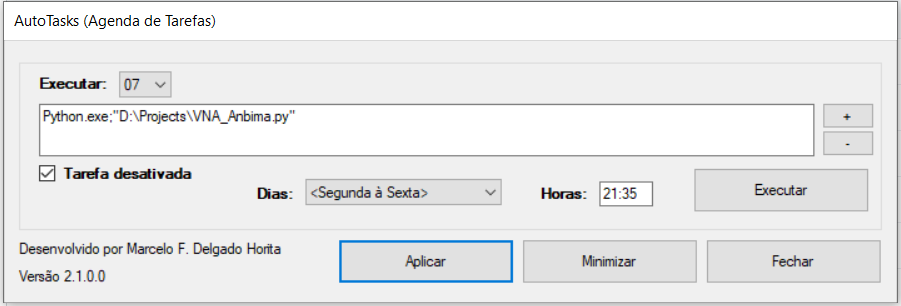 AutoTasks (Agenda de Tarefas)
Executar: 07
Python.exe;"D:\Projects\VNA_Anbima.py"
+
-
Tarefa desativada
Dias: <Segunda à Sexta> Horas: 21:35 Executar
Desenvolvido por Marcelo F. Delgado Horita
Versão 2.1.0.0
Aplicar Minimizar Fechar